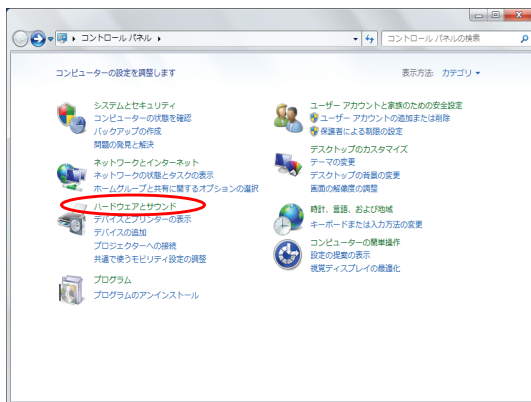 コントロール パネル
コントロール パネルの検索
コンピューターの設定を調整します
表示方法: カテゴリ
システムとセキュリティ
コンピューターの状態を確認
バックアップの作成
問題の発見と解決
ネットワークとインターネット
ネットワークの状態とタスクの表示
ホームグループと共有に関するオプションの選択
ハードウェアとサウンド
デバイスとプリンターの表示
デバイスの追加
プロジェクターへの接続
共通で使うモビリティ設定の調整
プログラム
プログラムのアンインストール
ユーザー アカウントと家族のための安全設定
ユーザー アカウントの追加または削除
保護者による制限の設定
デスクトップのカスタマイズ
テーマの変更
デスクトップの背景の変更
画面の解像度の調整
時計、言語、および地域
キーボードまたは入力方法の変更
コンピューターの簡単操作
設定の提案の表示
視覚ディスプレイの最適化